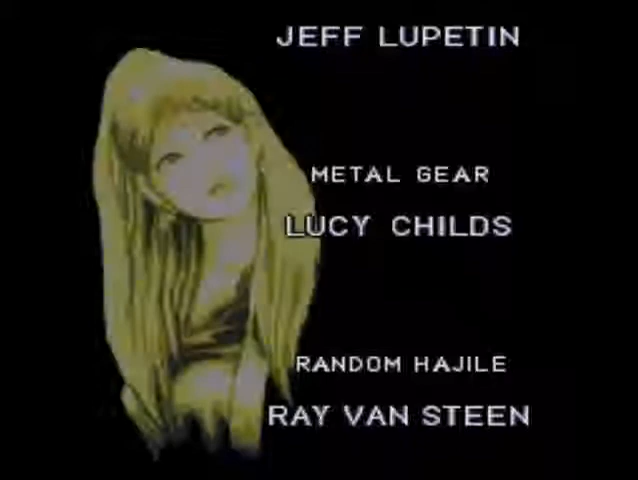 JEFF LUPETIN
METAL GEAR
LUCY CHILDS
RANDOM HAJILE
RAY VAN STEEN